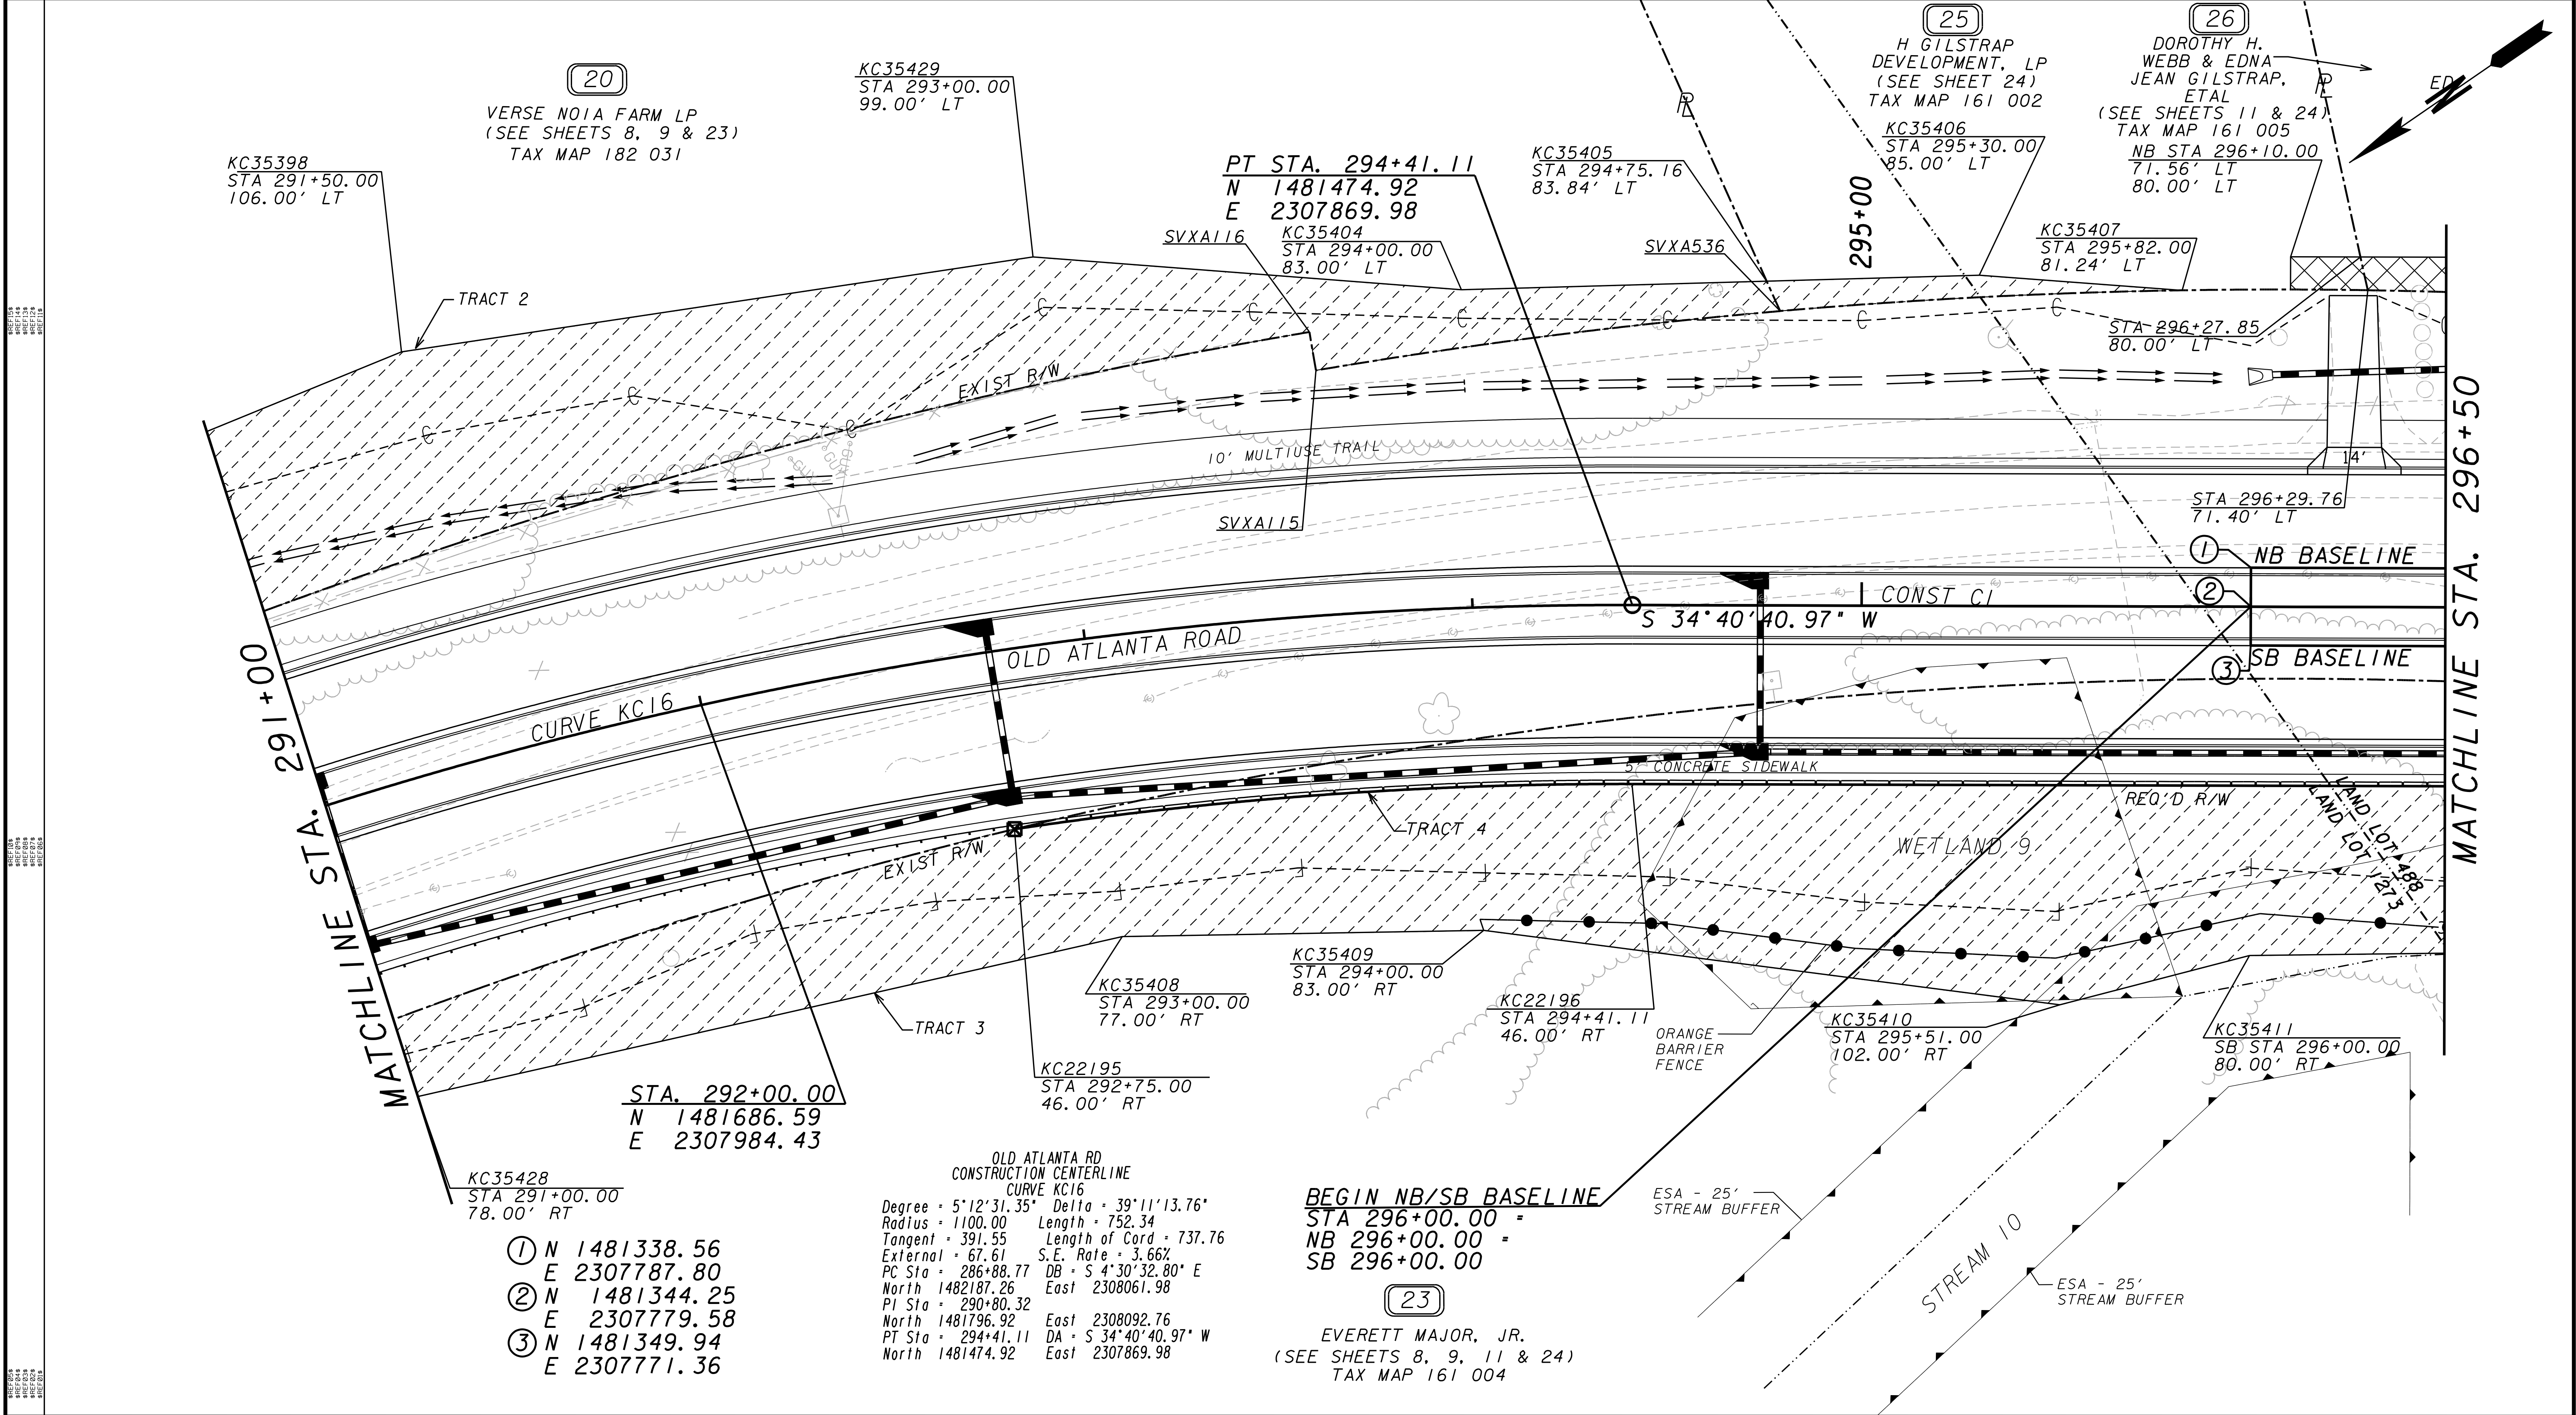 20
VERSE NOIA FARM LP
(SEE SHEETS 8, 9 & 23)
TAX MAP 182 031
KC35398
STA 291+50.00
106.00' LT
KC35429
STA 293+00.00
99.00' LT
TRACT 2
PT STA. 294+41.11
N 1481474.92
E 2307869.98
SVXA116
KC35404
STA 294+00.00
83.00' LT
KC35405
STA 294+75.16
83.84' LT
SVXA536
295+00
25
H GILSTRAP
DEVELOPMENT, LP
(SEE SHEET 24)
TAX MAP 161 002
KC35406
STA 295+30.00
85.00' LT
26
DOROTHY H.
WEBB & EDNA
JEAN GILSTRAP,
ETAL
(SEE SHEETS 11 & 24)
TAX MAP 161 005
NB STA 296+10.00
71.56' LT
80.00' LT
KC35407
STA 295+82.00
81.24' LT
STA 296+27.85
80.00' LT
EXIST R/W
10' MULTIUSE TRAIL
SVXA115
14'
STA 296+29.76
71.40' LT
1
NB BASELINE
2
CONST Cl
S 34°40'40.97" W
OLD ATLANTA ROAD
SB BASELINE
3
CURVE KC16
MATCHLINE STA. 291+00
MATCHLINE STA. 296+50
5' CONCRETE SIDEWALK
REQ'D R/W
TRACT 4
EXIST R/W
WETLAND 9
LAND LOT 488
LAND LOT 1273
TRACT 3
KC35408
STA 293+00.00
77.00' RT
KC35409
STA 294+00.00
83.00' RT
KC22196
STA 294+41.11
46.00' RT
ORANGE
BARRIER
FENCE
KC35410
STA 295+51.00
102.00' RT
KC35411
SB STA 296+00.00
80.00' RT
KC22195
STA 292+75.00
46.00' RT
STA. 292+00.00
N 1481686.59
E 2307984.43
KC35428
STA 291+00.00
78.00' RT
1 N 1481338.56
E 2307787.80
2 N 1481344.25
E 2307779.58
3 N 1481349.94
E 2307771.36
OLD ATLANTA RD
CONSTRUCTION CENTERLINE
CURVE KC16
Degree = 5°12'31.35" Delta = 39°11'13.76"
Radius = 1100.00 Length = 752.34
Tangent = 391.55 Length of Cord = 737.76
External = 67.61 S.E. Rate = 3.66%
PC Sta = 286+88.77 DB = S 4°30'32.80" E
North 1482187.26 East 2308061.98
PI Sta = 290+80.32
North 1481796.92 East 2308092.76
PT Sta = 294+41.11 DA = S 34°40'40.97" W
North 1481474.92 East 2307869.98
BEGIN NB/SB BASELINE
STA 296+00.00 =
NB 296+00.00 =
SB 296+00.00
23
EVERETT MAJOR, JR.
(SEE SHEETS 8, 9, 11 & 24)
TAX MAP 161 004
ESA - 25'
STREAM BUFFER
STREAM 10
ESA - 25'
STREAM BUFFER